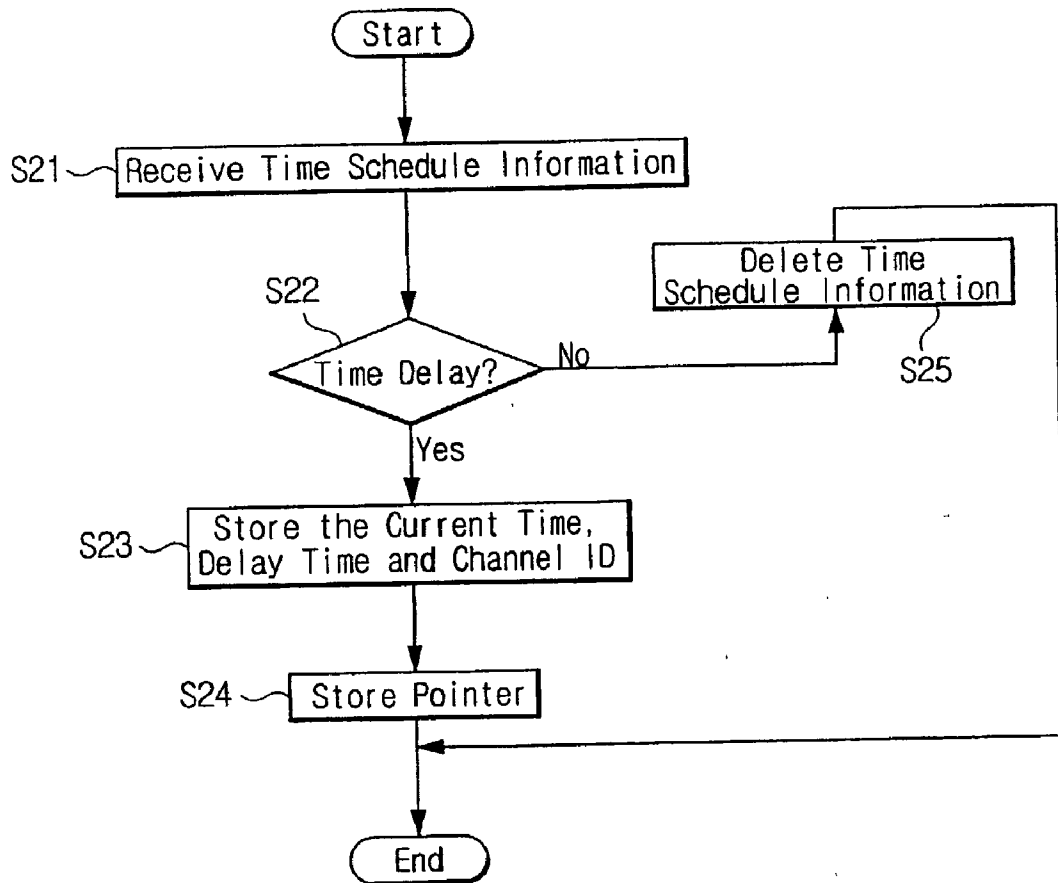 Start
S21
Receive Time Schedule Information
S22
Time Delay?
No
Delete Time
Schedule Information
S25
Yes
S23
Store the Current Time,
Delay Time and Channel ID
S24
Store Pointer
End